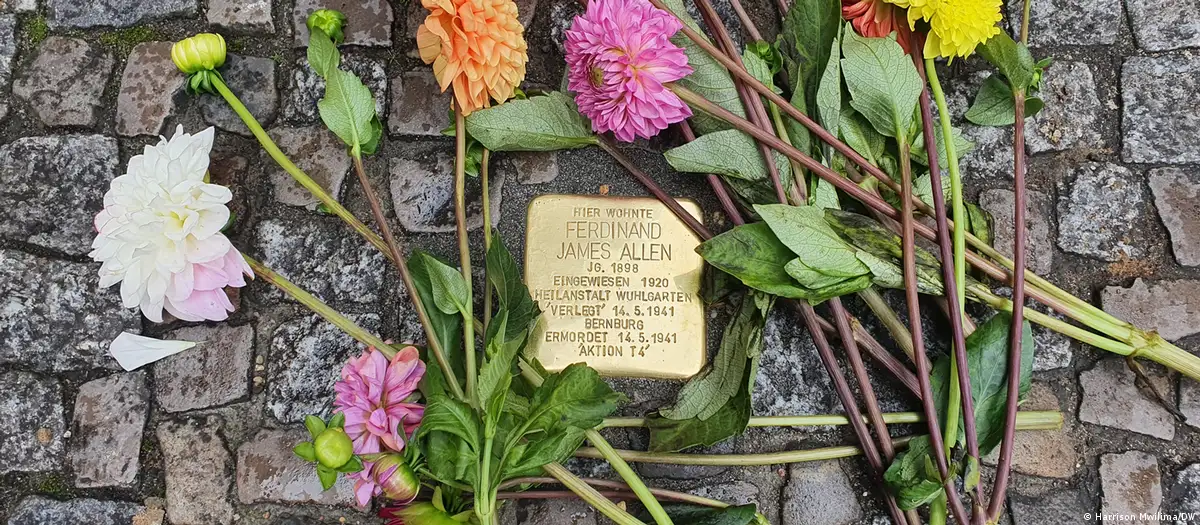 HIER WOHNTE
FERDINAND
JAMES ALLEN
JG. 1898
EINGEWIESEN 1920
HEILANSTALT WUHLGARTEN
'VERLEGT' 14.5.1941
BERNBURG
ERMORDET 14.5.1941
'AKTION T4'
© Harrison Mwilima/DW